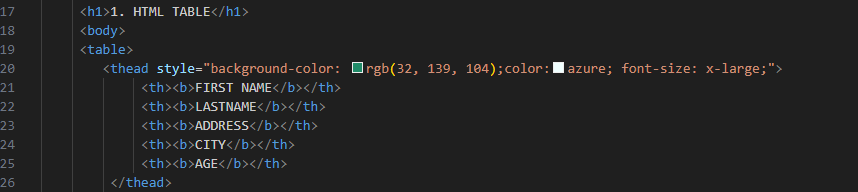 17 <h1>1. HTML TABLE</h1>
18 <body>
19 <table>
20 <thead style="background-color: rgb(32, 139, 104);color: azure; font-size: x-large;">
21 <th><b>FIRST NAME</b></th>
22 <th><b>LASTNAME</b></th>
23 <th><b>ADDRESS</b></th>
24 <th><b>CITY</b></th>
25 <th><b>AGE</b></th>
26 </thead>